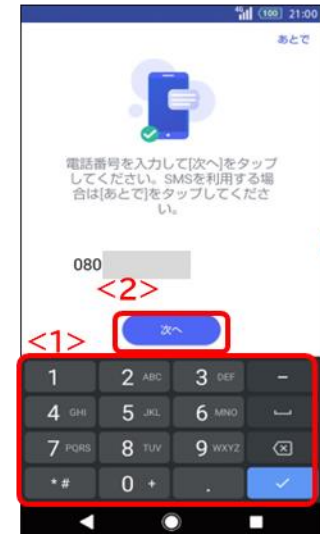 4G 100 21:00
あとで
電話番号を入力して[次へ]をタップ
してください。SMSを利用する場
合は[あとで]をタップしてくださ
い。
080
<2>
次へ
<1>
1 2 ABC 3 DEF -
4 GHI 5 JKL 6 MNO
7 PQRS 8 TUV 9 WXYZ
* # 0 + .